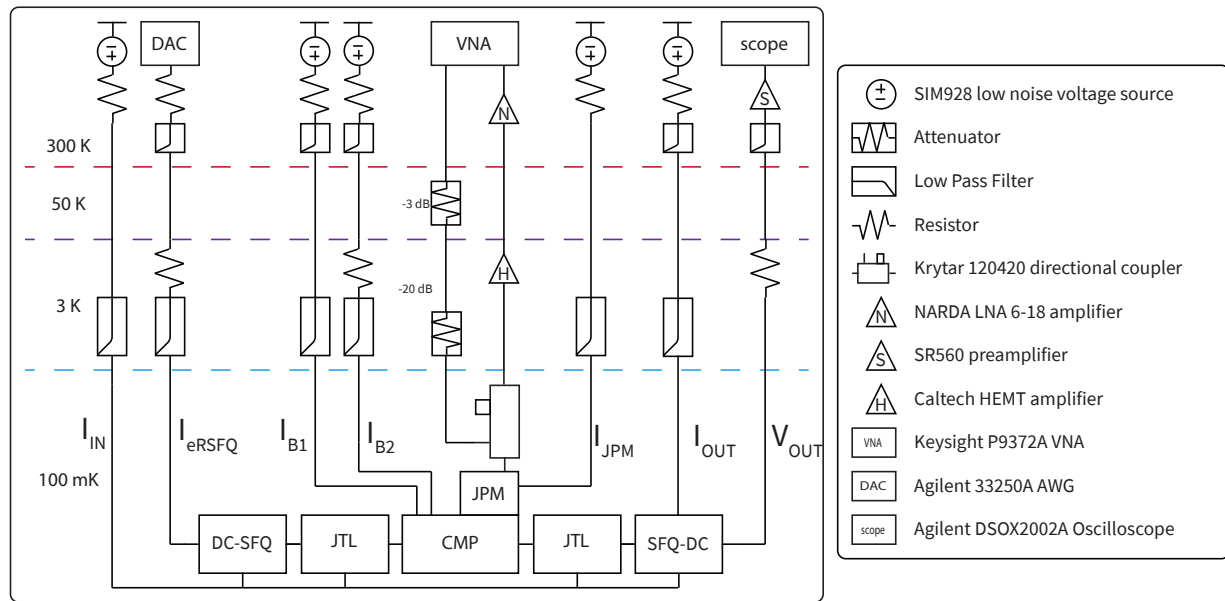 DAC
VNA
scope
N
S
300 K
50 K
-3 dB
H
-20 dB
3 K
I_IN
I_eRSFQ
I_B1
I_B2
I_JPM
I_OUT
V_OUT
100 mK
JPM
DC-SFQ
JTL
CMP
JTL
SFQ-DC
SIM928 low noise voltage source
Attenuator
Low Pass Filter
Resistor
Krytar 120420 directional coupler
N NARDA LNA 6-18 amplifier
S SR560 preamplifier
H Caltech HEMT amplifier
VNA Keysight P9372A VNA
DAC Agilent 33250A AWG
scope Agilent DSOX2002A Oscilloscope